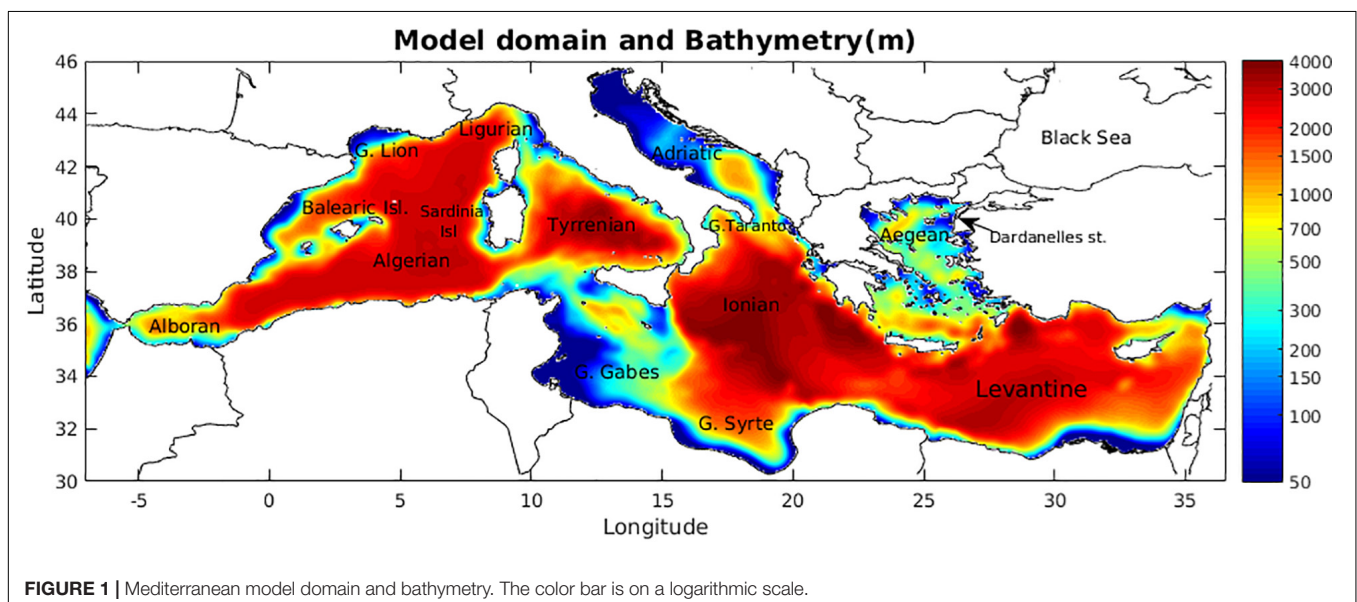 Model domain and Bathymetry(m)
46
44
42
40
38
36
34
32
30
Latitude
-5
0
5
10
15
20
25
30
35
Longitude
Ligurian
G. Lion
Adriatic
Black Sea
Balearic Isl.
Sardinia
Isl
Tyrrenian
G.Taranto
Aegean
Dardanelles st.
Algerian
Ionian
Alboran
G. Gabes
Levantine
G. Syrte
4000
3000
2000
1500
1000
700
500
300
200
150
100
50
FIGURE 1 | Mediterranean model domain and bathymetry. The color bar is on a logarithmic scale.